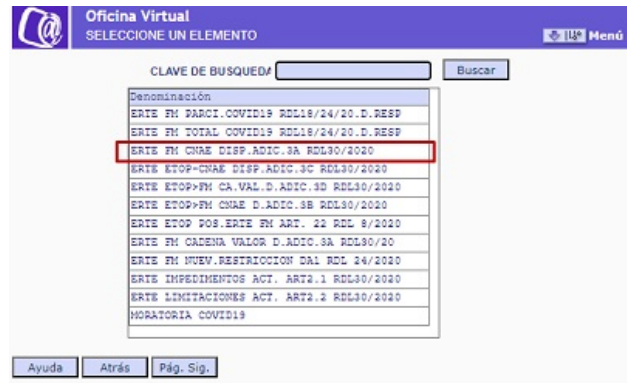 Oficina Virtual
SELECCIONE UN ELEMENTO
Menú
CLAVE DE BUSQUEDA
Buscar
Denominación
ERTE FM PARCI.COVID19 RDL18/24/20.D.RESP
ERTE FM TOTAL COVID19 RDL18/24/20.D.RESP
ERTE FM CNAE DISP.ADIC.3A RDL30/2020
ERTE ETOP-CNAE DISP.ADIC.3C RDL30/2020
ERTE ETOP>FM CA.VAL.D.ADIC.3D RDL30/2020
ERTE ETOP>FM CNAE D.ADIC.3B RDL30/2020
ERTE ETOP POS.ERTE FM ART. 22 RDL 8/2020
ERTE FM CADENA VALOR D.ADIC.3A RDL30/20
ERTE FM NUEV.RESTRICCION DA1 RDL 24/2020
ERTE IMPEDIMENTOS ACT. ART2.1 RDL30/2020
ERTE LIMITACIONES ACT. ART2.2 RDL30/2020
MORATORIA COVID19
Ayuda Atrás Pág. Sig.